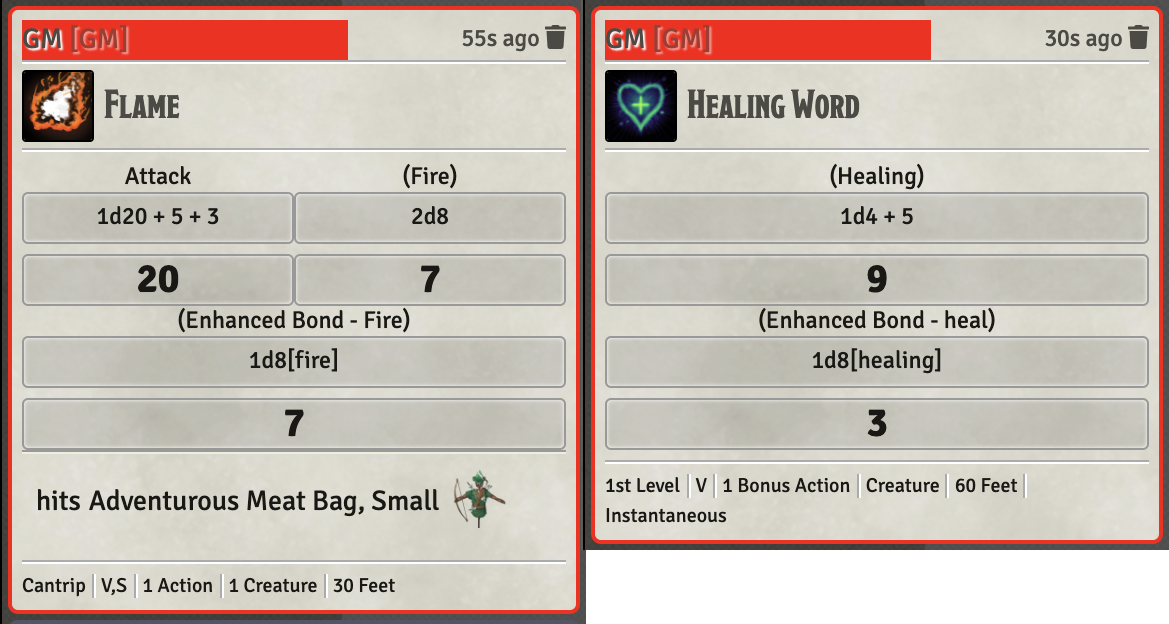 GM [GM] 55s ago
Flame
Attack (Fire)
1d20 + 5 + 3 2d8
20 7
(Enhanced Bond - Fire)
1d8[fire]
7
hits Adventurous Meat Bag, Small
Cantrip V,S 1 Action 1 Creature 30 Feet
GM [GM] 30s ago
Healing Word
(Healing)
1d4 + 5
9
(Enhanced Bond - heal)
1d8[healing]
3
1st Level V 1 Bonus Action Creature 60 Feet
Instantaneous